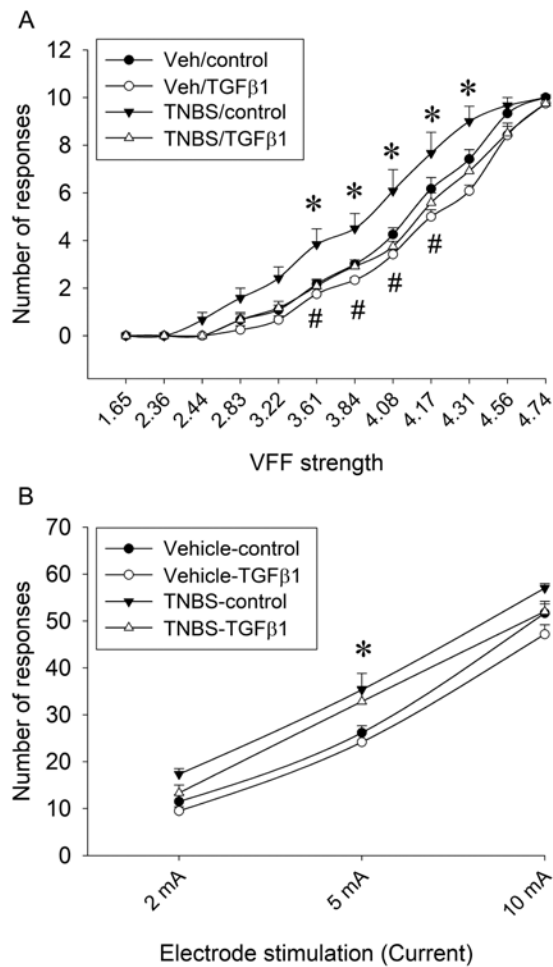 A
Veh/control
Veh/TGFβ1
TNBS/control
TNBS/TGFβ1
Number of responses
12
10
8
6
4
2
0
* * * * *
# # # #
1.65 2.36 2.44 2.83 3.22 3.61 3.84 4.08 4.17 4.31 4.56 4.74
VFF strength
B
Vehicle-control
Vehicle-TGFβ1
TNBS-control
TNBS-TGFβ1
Number of responses
70
60
50
40
30
20
10
0
*
2 mA 5 mA 10 mA
Electrode stimulation (Current)